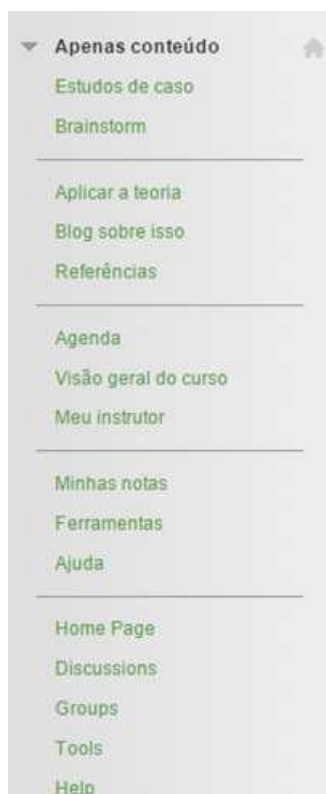 Apenas conteúdo
Estudos de caso
Brainstorm
Aplicar a teoria
Blog sobre isso
Referências
Agenda
Visão geral do curso
Meu instrutor
Minhas notas
Ferramentas
Ajuda
Home Page
Discussions
Groups
Tools
Help